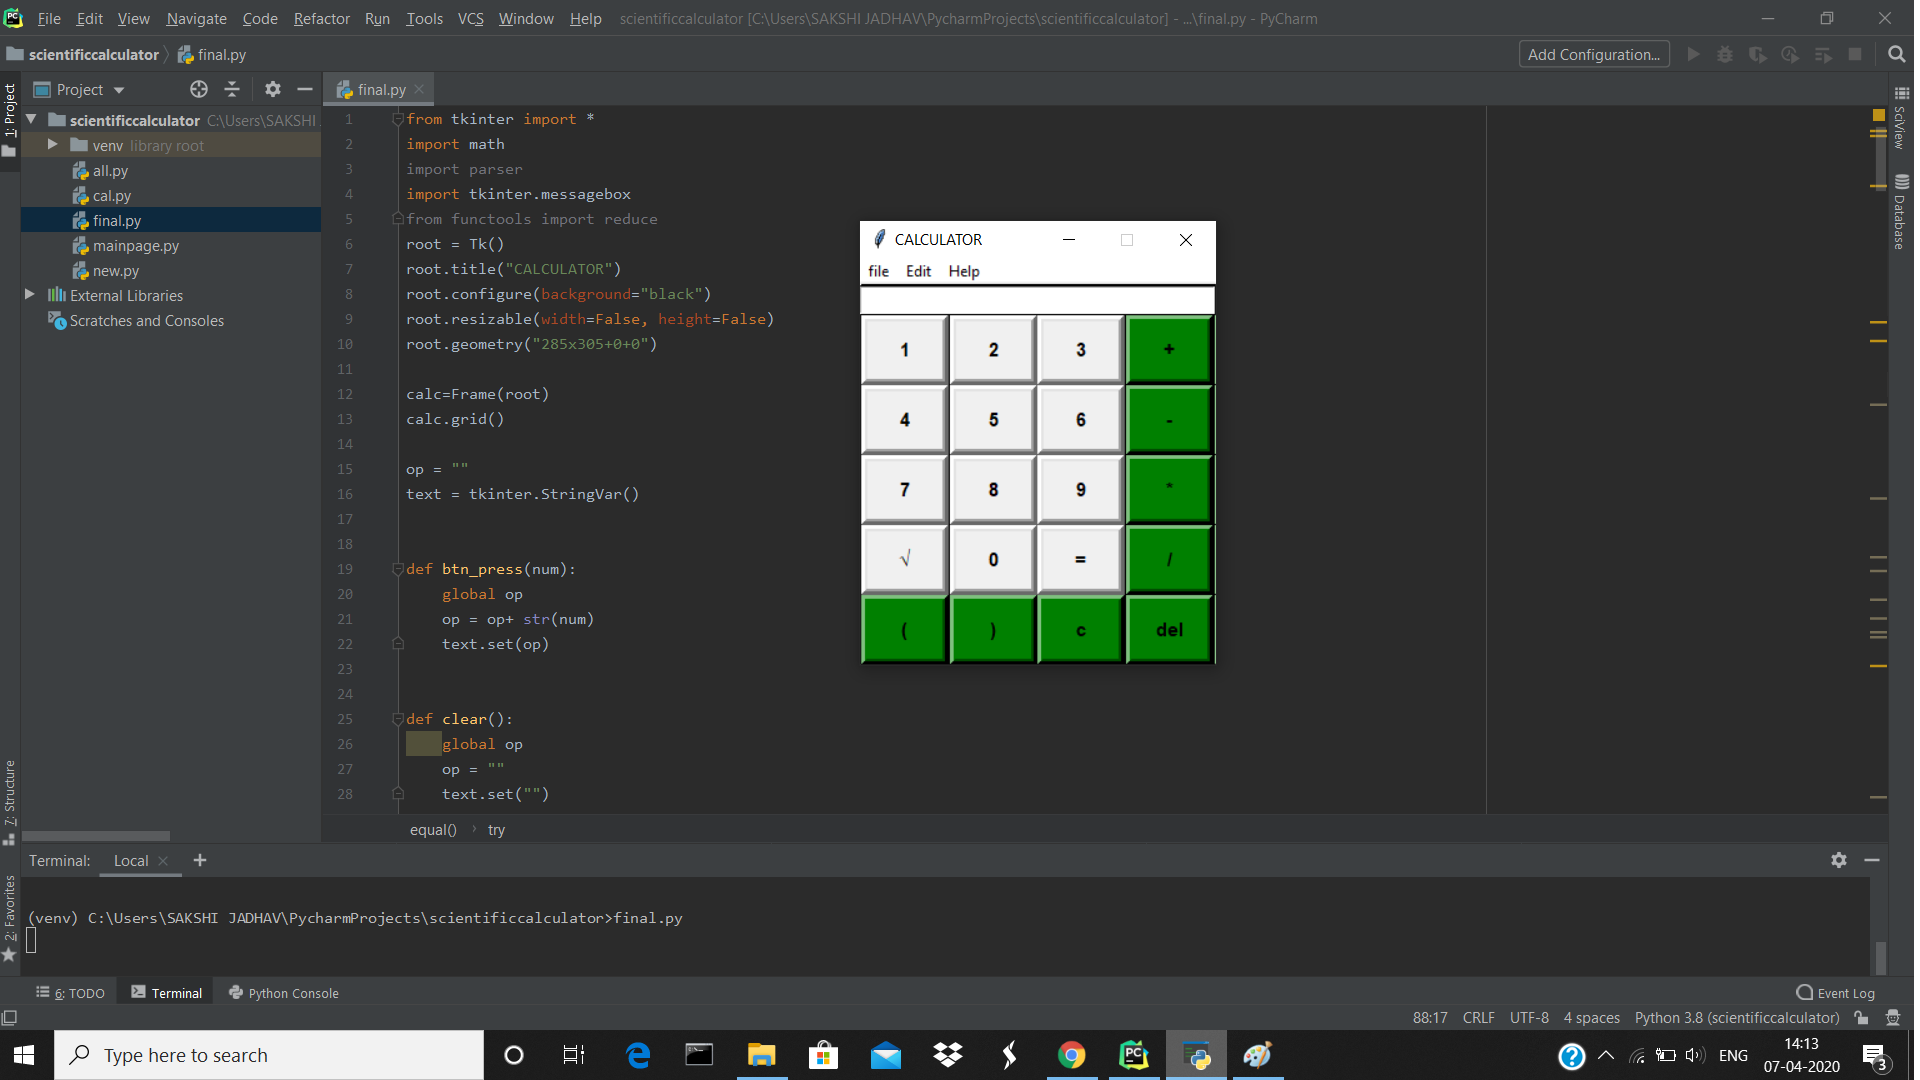 File Edit View Navigate Code Refactor Run Tools VCS Window Help scientificcalculator [C:\Users\SAKSHI JADHAV\PycharmProjects\scientificcalculator] - ...\final.py - PyCharm
scientificcalculator final.py Add Configuration...
1: Project
Project
scientificcalculator C:\Users\SAKSHI
venv library root
all.py
cal.py
final.py
mainpage.py
new.py
External Libraries
Scratches and Consoles
final.py
1 from tkinter import *
2 import math
3 import parser
4 import tkinter.messagebox
5 from functools import reduce
6 root = Tk()
7 root.title("CALCULATOR")
8 root.configure(background="black")
9 root.resizable(width=False, height=False)
10 root.geometry("285x305+0+0")
11
12 calc=Frame(root)
13 calc.grid()
14
15 op = ""
16 text = tkinter.StringVar()
17
18
19 def btn_press(num):
20 global op
21 op = op+ str(num)
22 text.set(op)
23
24
25 def clear():
26 global op
27 op = ""
28 text.set("")
equal() › try
CALCULATOR
file Edit Help
1 2 3 +
4 5 6 -
7 8 9 *
√ 0 = /
( ) c del
SciView
Database
7: Structure
2: Favorites
Terminal: Local +
(venv) C:\Users\SAKSHI JADHAV\PycharmProjects\scientificcalculator>final.py
6: TODO Terminal Python Console Event Log
88:17 CRLF UTF-8 4 spaces Python 3.8 (scientificcalculator)
Type here to search
ENG
14:13
07-04-2020
3